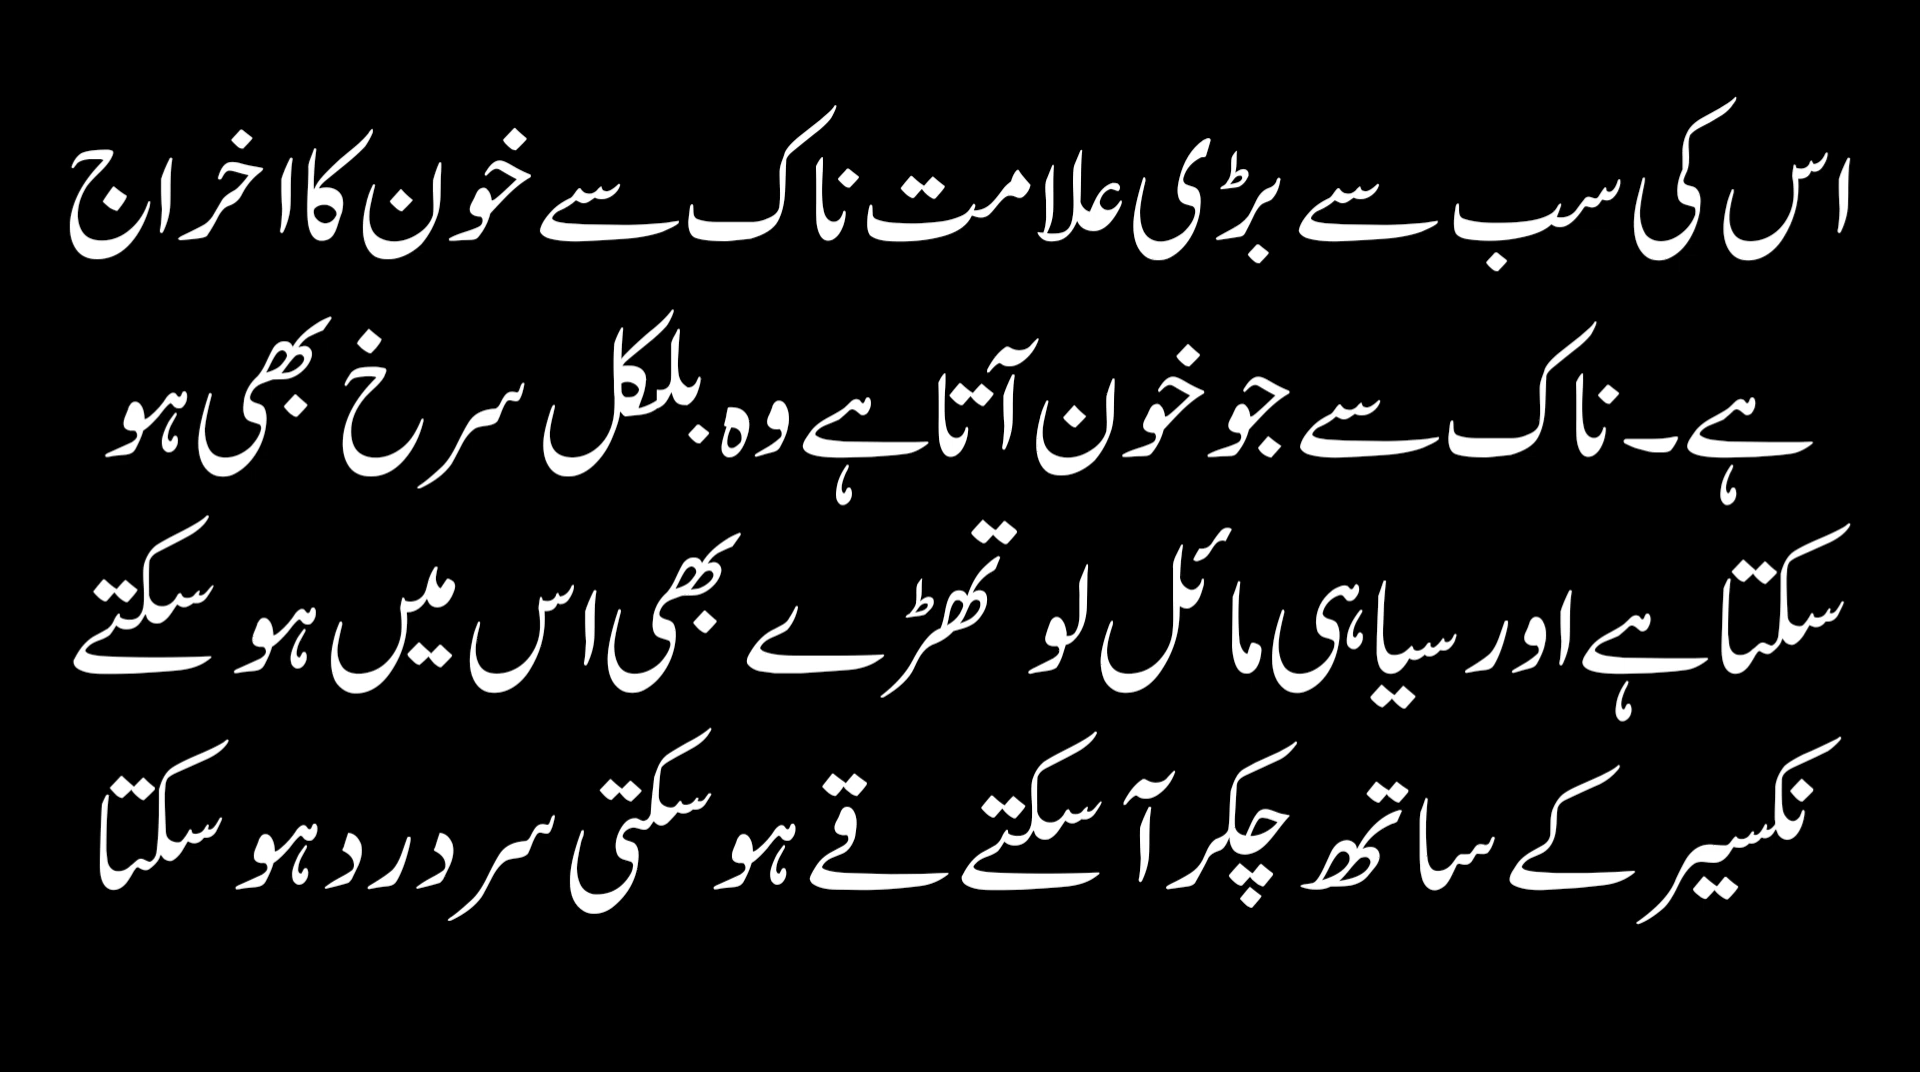 اس کی سب سے بڑی علامت ناک سے خون کا اخراج
ہے۔ ناک سے جو خون آتا ہے وہ بلکل سرخ بھی ہو
سکتا ہے اور سیاہی مائل لو تھڑے بھی اس میں ہو سکتے
نکسیر کے ساتھ چکر آ سکتے قے ہو سکتی سر درد ہو سکتا